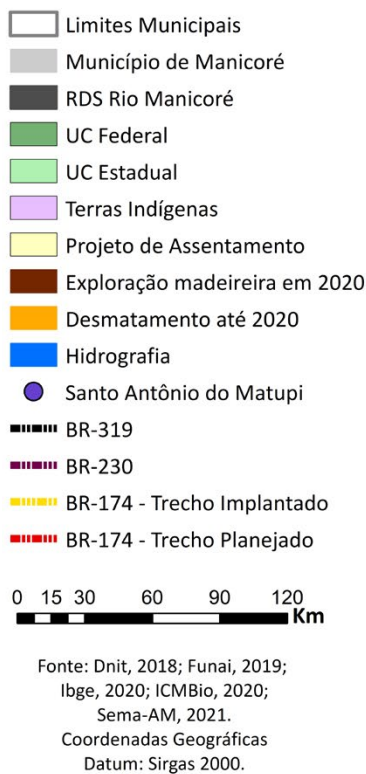 Limites Municipais
Município de Manicoré
RDS Rio Manicoré
UC Federal
UC Estadual
Terras Indígenas
Projeto de Assentamento
Exploração madeireira em 2020
Desmatamento até 2020
Hidrografia
Santo Antônio do Matupi
BR-319
BR-230
BR-174 - Trecho Implantado
BR-174 - Trecho Planejado
0 15 30 60 90 120
Km
Fonte: Dnit, 2018; Funai, 2019;
Ibge, 2020; ICMBio, 2020;
Sema-AM, 2021.
Coordenadas Geográficas
Datum: Sirgas 2000.